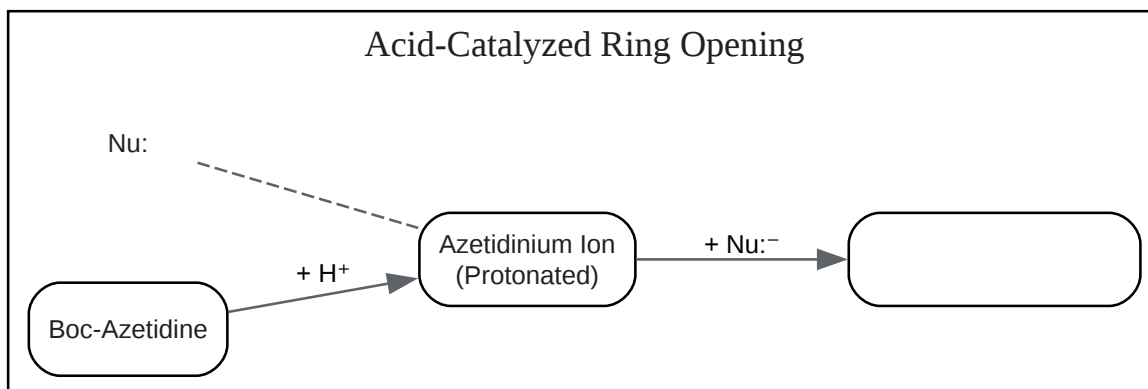 Acid-Catalyzed Ring Opening
Nu:
Azetidinium Ion
(Protonated)
+ Nu:⁻
+ H⁺
Boc-Azetidine